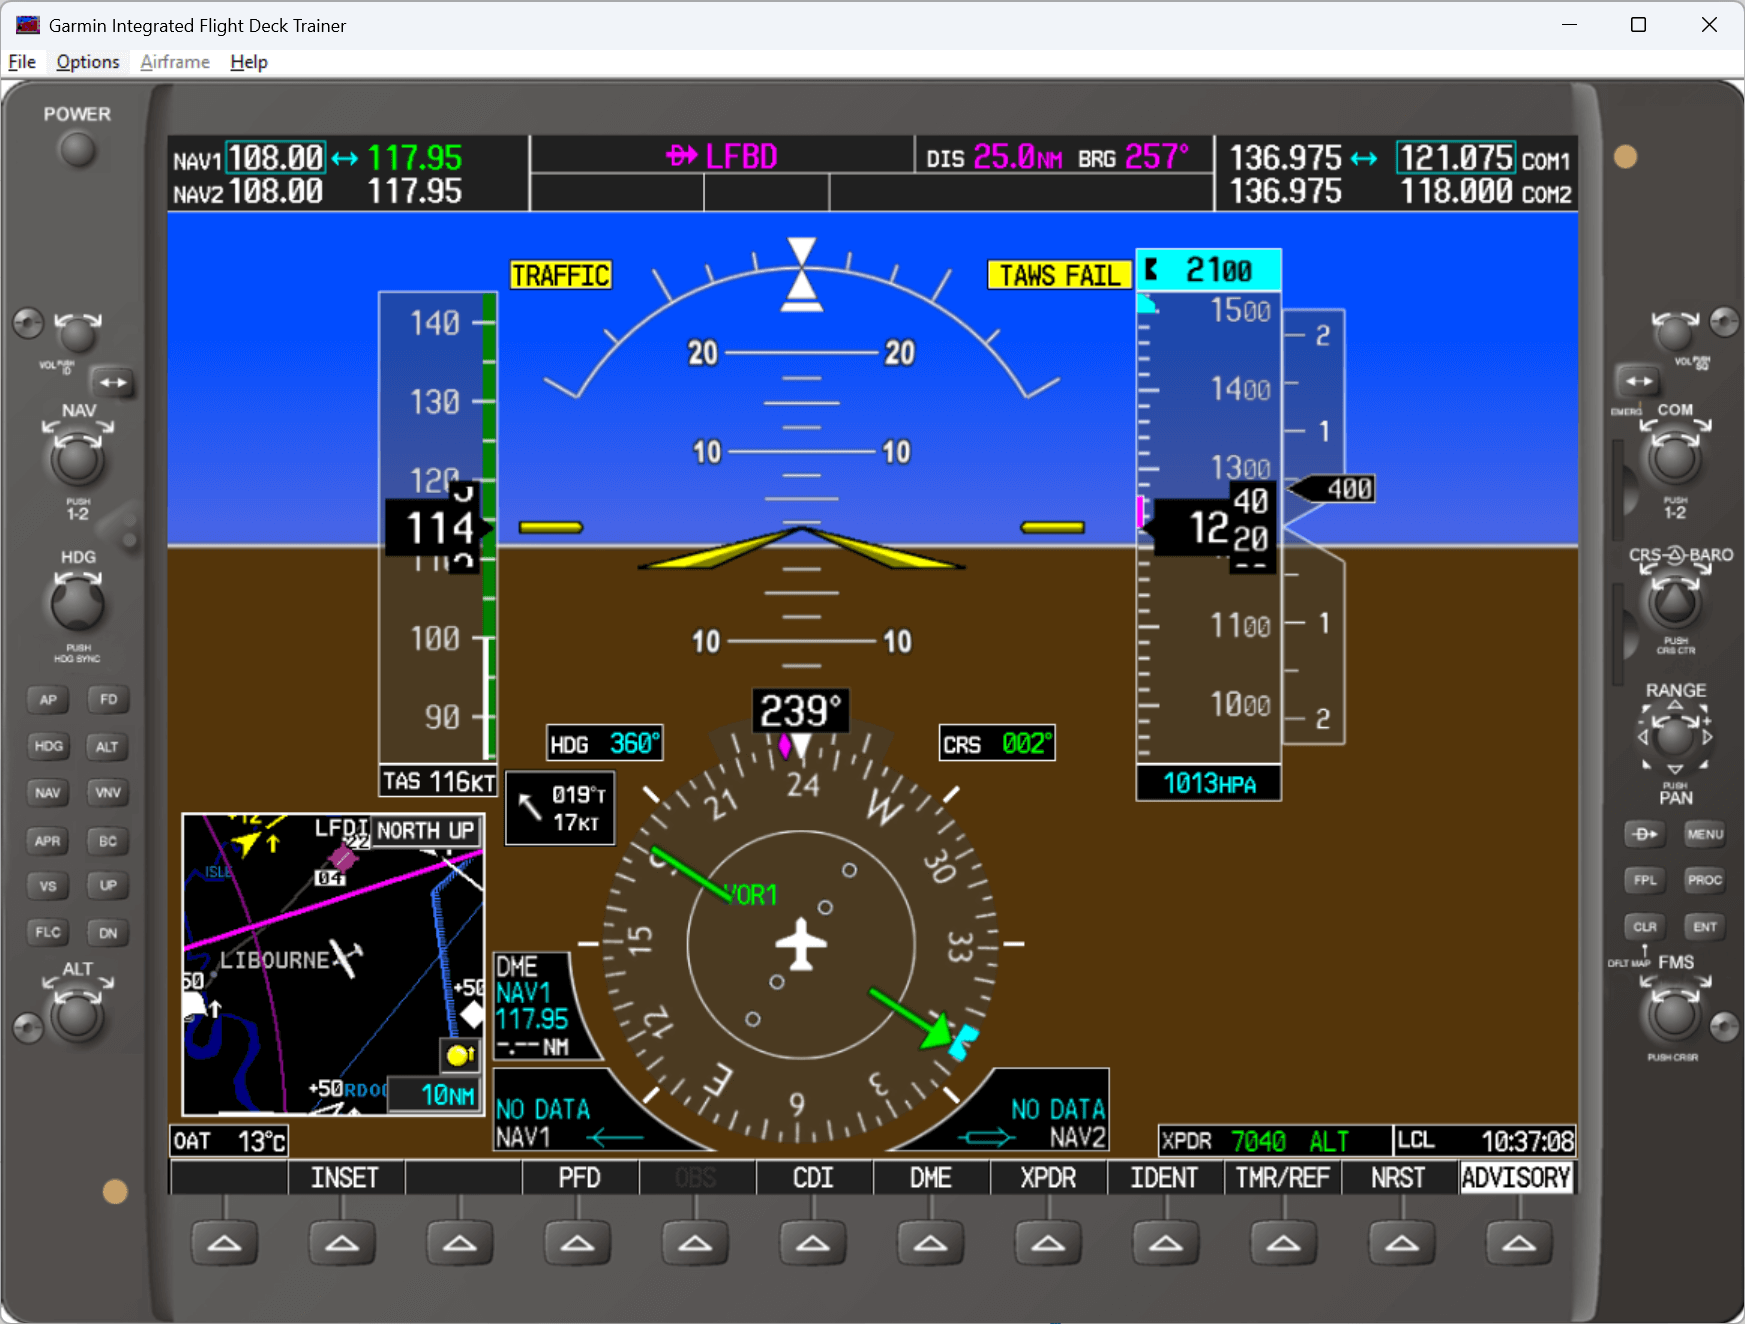 Garmin Integrated Flight Deck Trainer
File Options Airframe Help
POWER
NAV1 108.00 ↔ 117.95
NAV2 108.00 117.95
LFBD
DIS 25.0NM BRG 257°
136.975 ↔ 121.075 COM1
136.975 118.000 COM2
TRAFFIC
TAWS FAIL
2100
140
130
120
114
100
90
TAS 116KT
20 20
10 10
10 10
1500
1400
1300
12 40
20
1100
1000
1013HPA
2
1
400
1
2
239°
HDG 360°
CRS 002°
019°T
17KT
24
21
W
30
33
15
12
E
6
3
VOR1
LFDI
NORTH UP
22
04
ISLE
LIBOURNE
+50
+50
10NM
DME
NAV1
117.95
-.--NM
NO DATA
NAV1
NO DATA
NAV2
OAT 13°C
XPDR 7040 ALT
LCL 10:37:08
INSET PFD OBS CDI DME XPDR IDENT TMR/REF NRST ADVISORY
VOL PUSH ID
NAV
PUSH
1-2
HDG
PUSH
HDG SYNC
AP FD
HDG ALT
NAV VNV
APR BC
VS UP
FLC DN
ALT
VOL PUSH SQ
EMERG COM
PUSH
1-2
CRS BARO
PUSH
CRS CTR
RANGE
- +
PUSH
PAN
D MENU
FPL PROC
CLR ENT
DFLT MAP FMS
PUSH CRSR